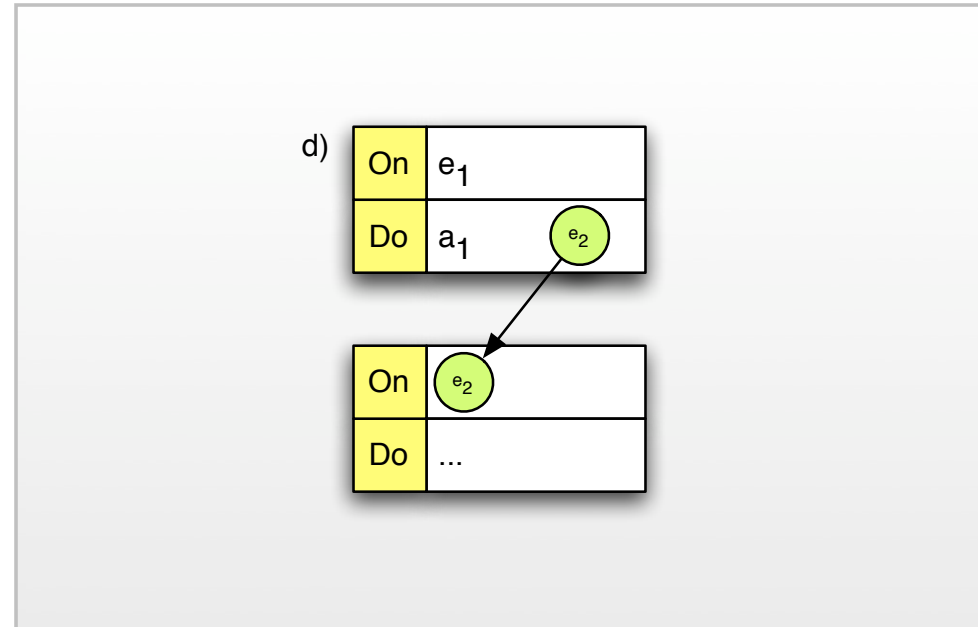 d)
On e₁
Do a₁ e₂
On e₂
Do ...